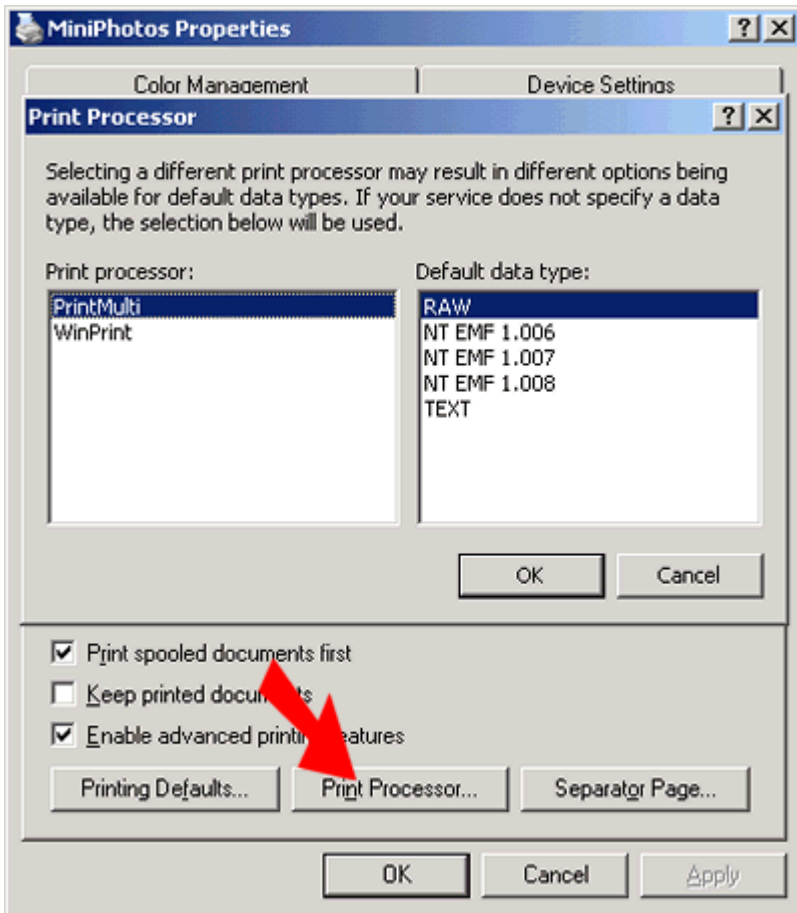 MiniPhotos Properties
Color Management
Device Settings
Print Processor
Selecting a different print processor may result in different options being
available for default data types. If your service does not specify a data
type, the selection below will be used.
Print processor:
Default data type:
PrintMulti
WinPrint
RAW
NT EMF 1.006
NT EMF 1.007
NT EMF 1.008
TEXT
OK
Cancel
Print spooled documents first
Keep printed documents
Enable advanced printing features
Printing Defaults...
Print Processor...
Separator Page...
OK
Cancel
Apply